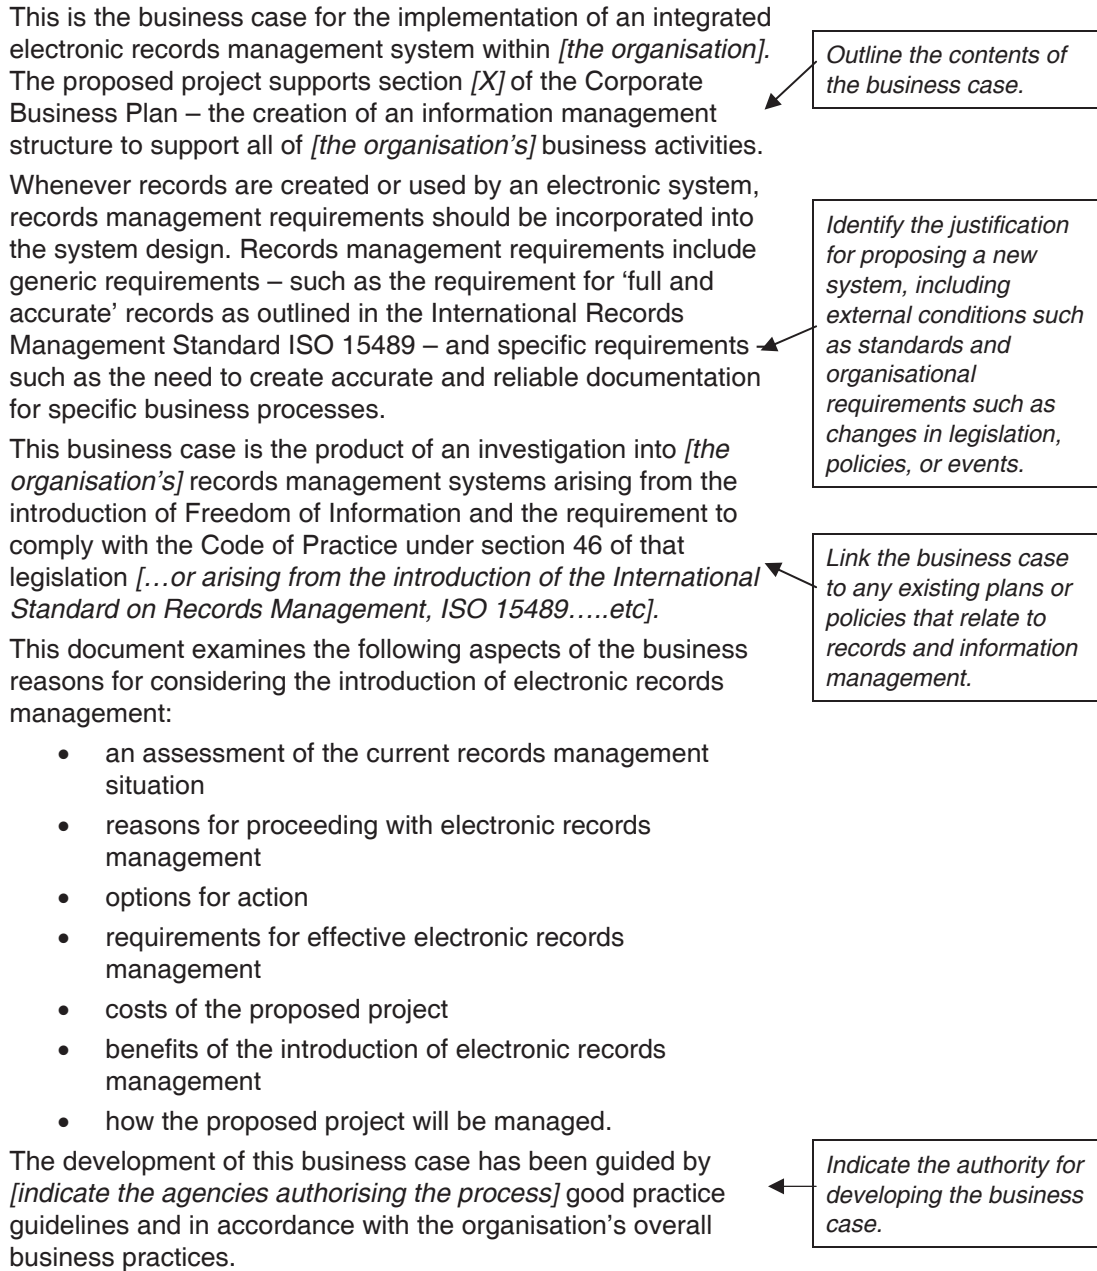 This is the business case for the implementation of an integrated
electronic records management system within [the organisation].
The proposed project supports section [X] of the Corporate
Business Plan – the creation of an information management
structure to support all of [the organisation's] business activities.
Outline the contents of
the business case.
Whenever records are created or used by an electronic system,
records management requirements should be incorporated into
the system design. Records management requirements include
generic requirements – such as the requirement for ‘full and
accurate’ records as outlined in the International Records
Management Standard ISO 15489 – and specific requirements –
such as the need to create accurate and reliable documentation
for specific business processes.
Identify the justification
for proposing a new
system, including
external conditions such
as standards and
organisational
requirements such as
changes in legislation,
policies, or events.
This business case is the product of an investigation into [the
organisation's] records management systems arising from the
introduction of Freedom of Information and the requirement to
comply with the Code of Practice under section 46 of that
legislation […or arising from the introduction of the International
Standard on Records Management, ISO 15489…..etc].
Link the business case
to any existing plans or
policies that relate to
records and information
management.
This document examines the following aspects of the business
reasons for considering the introduction of electronic records
management:
• an assessment of the current records management
situation
• reasons for proceeding with electronic records
management
• options for action
• requirements for effective electronic records
management
• costs of the proposed project
• benefits of the introduction of electronic records
management
• how the proposed project will be managed.
The development of this business case has been guided by
[indicate the agencies authorising the process] good practice
guidelines and in accordance with the organisation’s overall
business practices.
Indicate the authority for
developing the business
case.